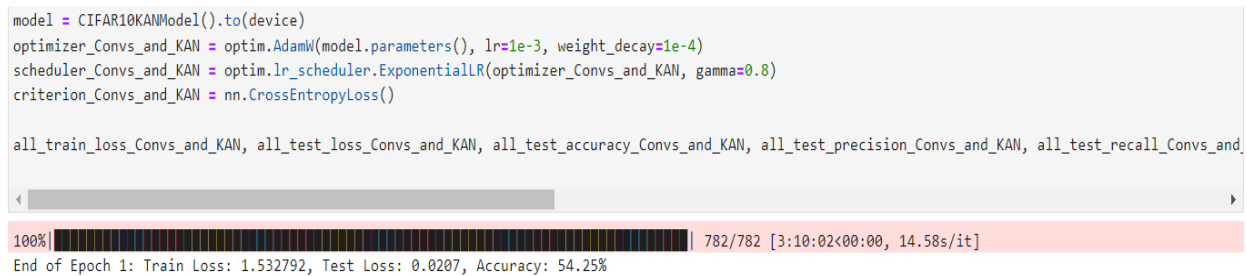 model = CIFAR10KANModel().to(device)
optimizer_Convs_and_KAN = optim.AdamW(model.parameters(), lr=1e-3, weight_decay=1e-4)
scheduler_Convs_and_KAN = optim.lr_scheduler.ExponentialLR(optimizer_Convs_and_KAN, gamma=0.8)
criterion_Convs_and_KAN = nn.CrossEntropyLoss()
all_train_loss_Convs_and_KAN, all_test_loss_Convs_and_KAN, all_test_accuracy_Convs_and_KAN, all_test_precision_Convs_and_KAN, all_test_recall_Convs_and_
100%| | 782/782 [3:10:02<00:00, 14.58s/it]
End of Epoch 1: Train Loss: 1.532792, Test Loss: 0.0207, Accuracy: 54.25%